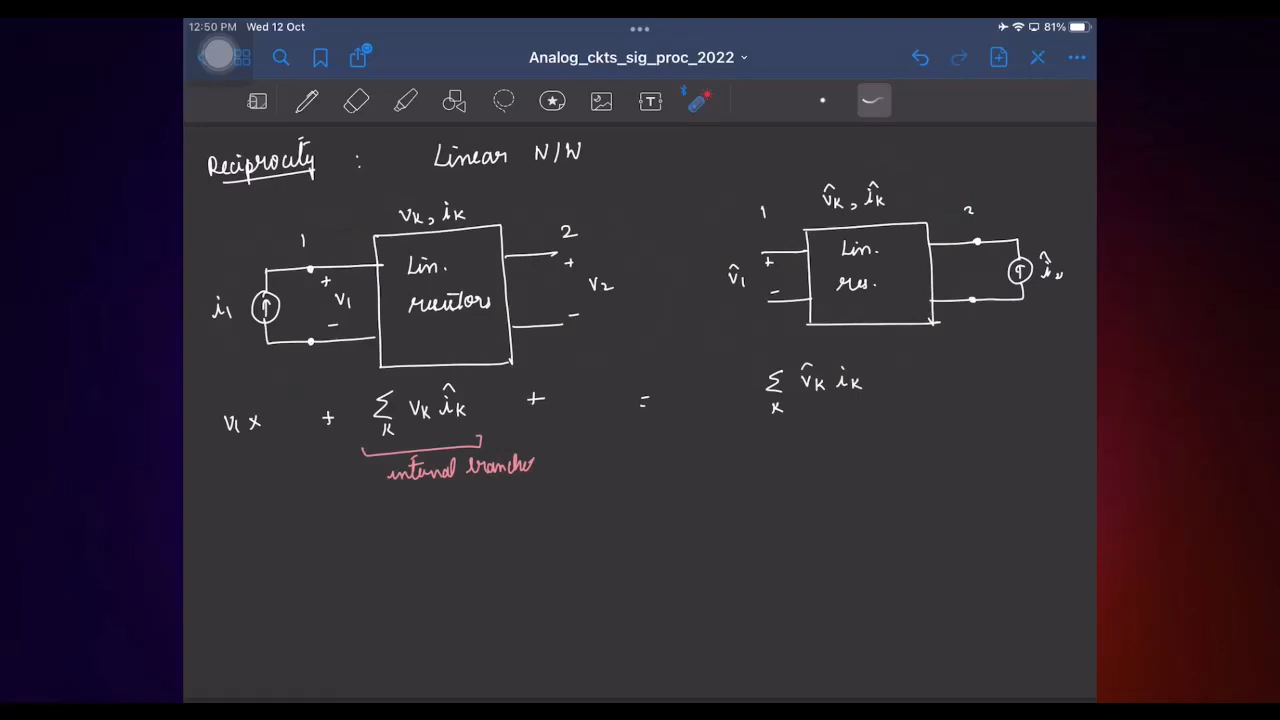 12:50 PM Wed 12 Oct
81%
Analog_ckts_sig_proc_2022
T
Reciprocity : Linear N/W
vₖ, iₖ
1
2
i₁
+
v₁
−
Lin.
resistors
+
v₂
−
v̂ₖ, î​ₖ
1
2
+
v̂₁
−
Lin.
res.
î₂
v₁ × + Σₖ vₖ îₖ + = Σₖ v̂ₖ iₖ
internal branches